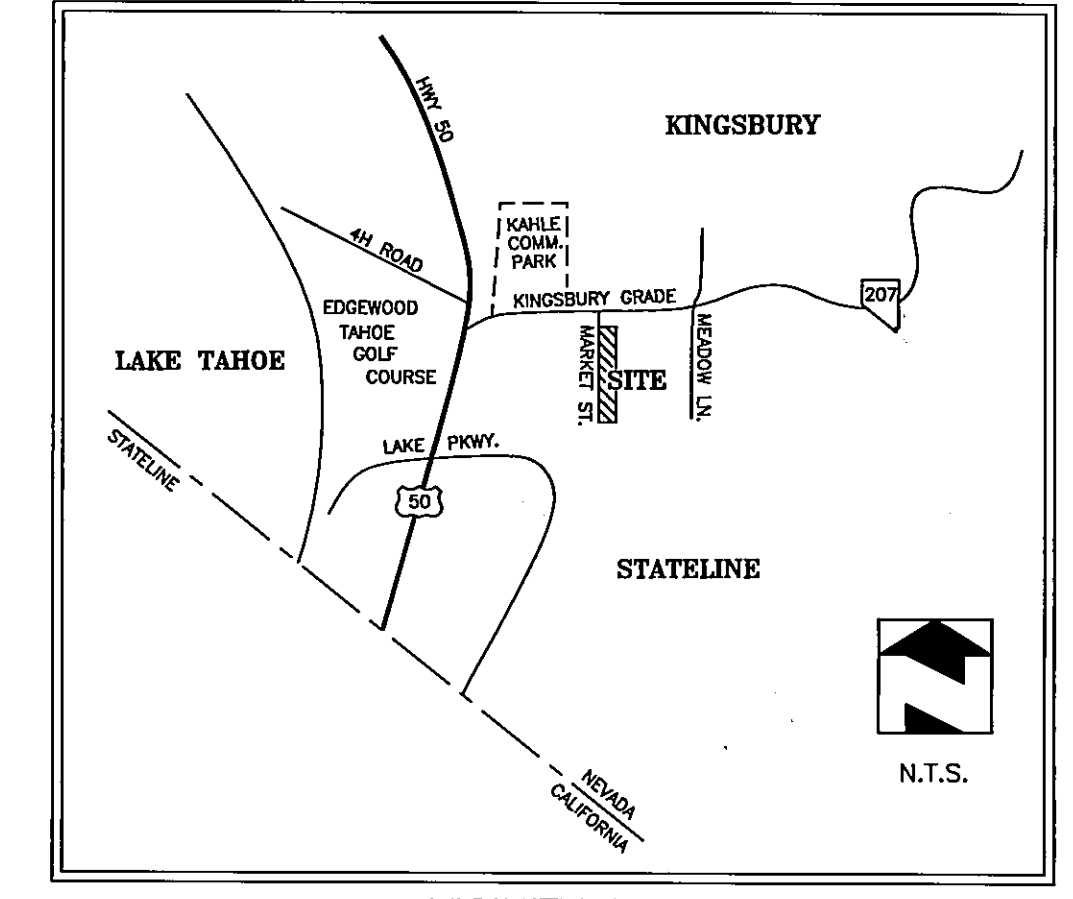 HWY 50
KINGSBURY
4H ROAD
KAHLE
COMM.
PARK
KINGSBURY GRADE
207
EDGEWOOD
TAHOE
GOLF
COURSE
LAKE TAHOE
MARKET ST.
SITE
MEADOW LN.
STATELINE
LAKE PKWY.
50
STATELINE
NEVADA
CALIFORNIA
N.T.S.